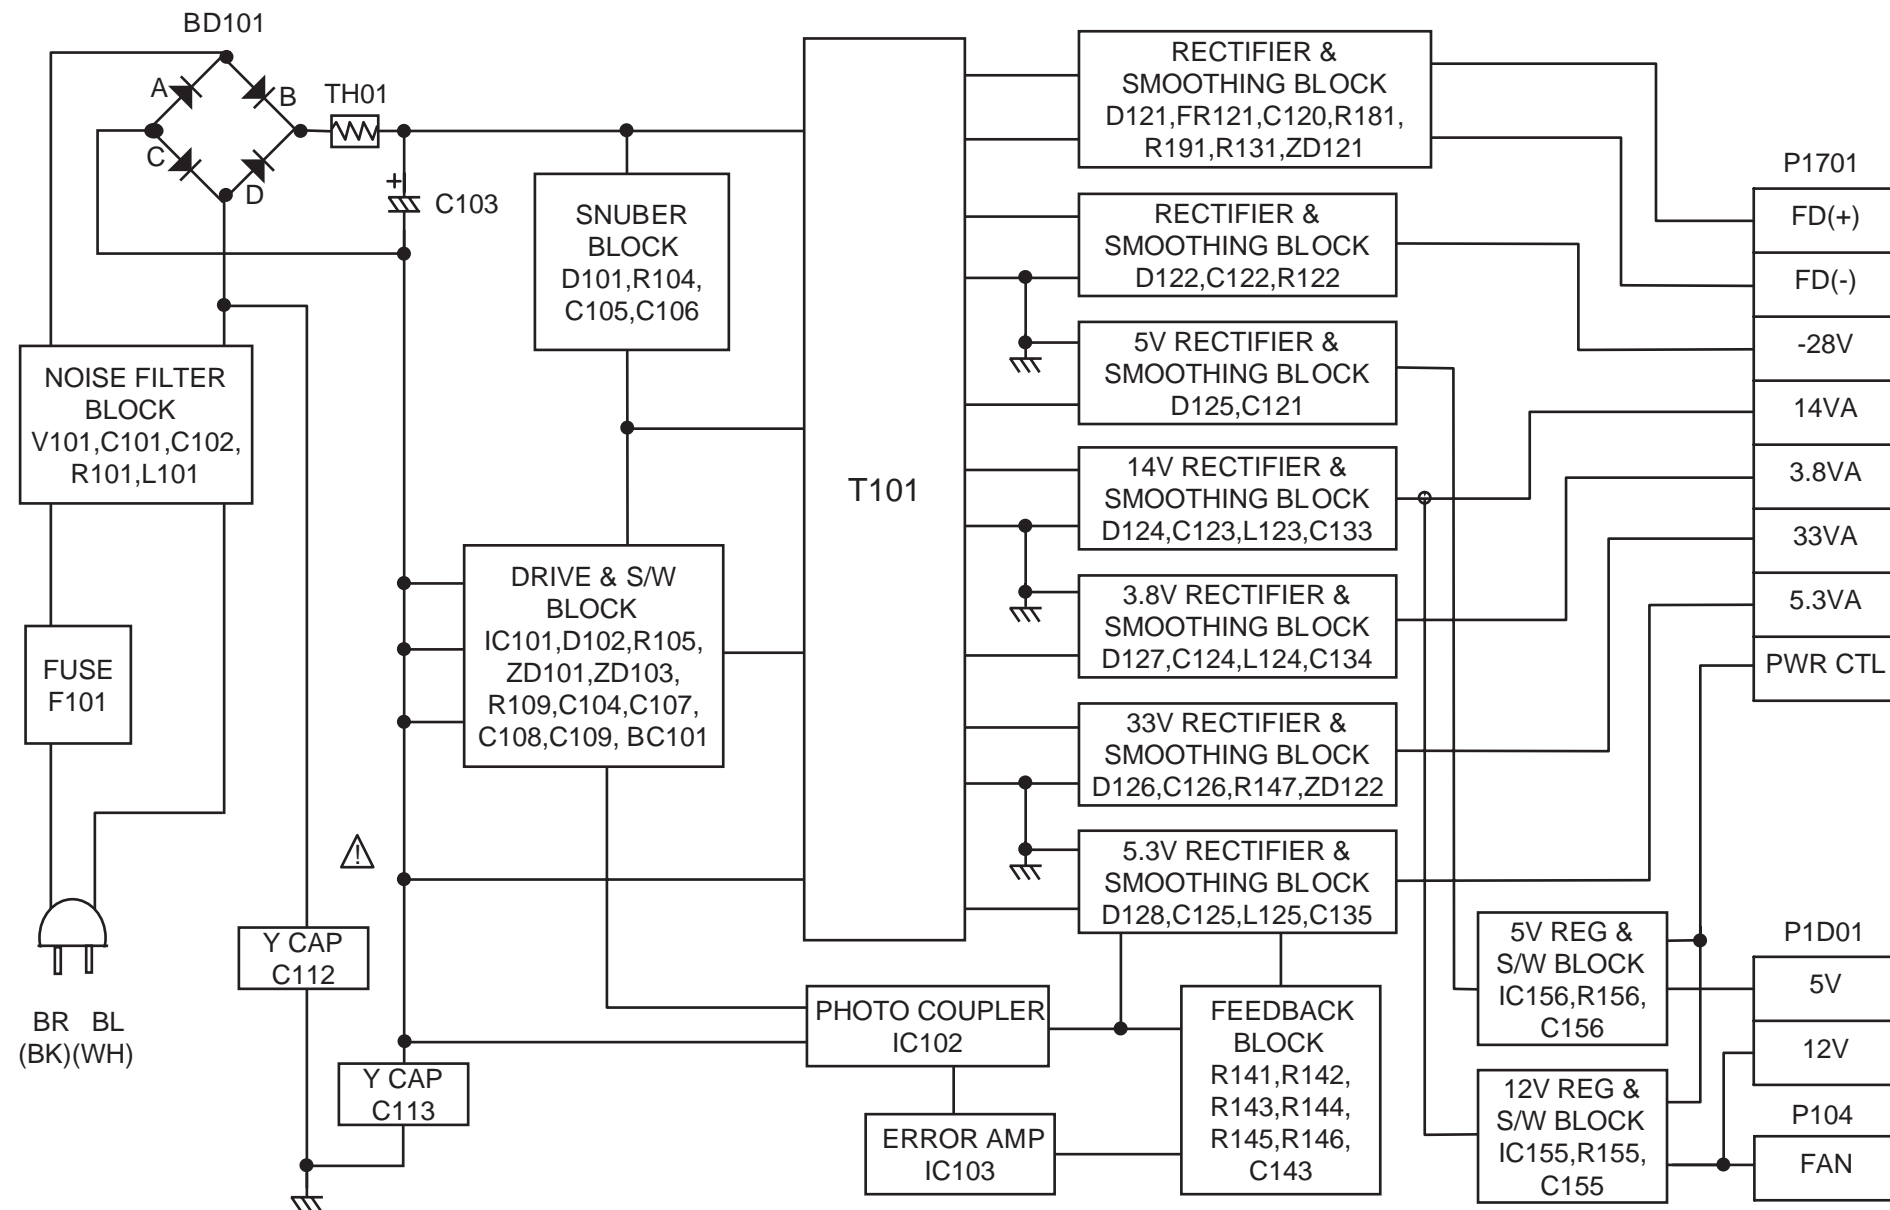 BD101
A
B
C
D
TH01
+
C103
NOISE FILTER
BLOCK
V101,C101,C102,
R101,L101
FUSE
F101
BR BL
(BK)(WH)
Y CAP
C112
Y CAP
C113
!
SNUBER
BLOCK
D101,R104,
C105,C106
DRIVE & S/W
BLOCK
IC101,D102,R105,
ZD101,ZD103,
R109,C104,C107,
C108,C109, BC101
T101
PHOTO COUPLER
IC102
ERROR AMP
IC103
FEEDBACK
BLOCK
R141,R142,
R143,R144,
R145,R146,
C143
RECTIFIER &
SMOOTHING BLOCK
D121,FR121,C120,R181,
R191,R131,ZD121
RECTIFIER &
SMOOTHING BLOCK
D122,C122,R122
5V RECTIFIER &
SMOOTHING BLOCK
D125,C121
14V RECTIFIER &
SMOOTHING BLOCK
D124,C123,L123,C133
3.8V RECTIFIER &
SMOOTHING BLOCK
D127,C124,L124,C134
33V RECTIFIER &
SMOOTHING BLOCK
D126,C126,R147,ZD122
5.3V RECTIFIER &
SMOOTHING BLOCK
D128,C125,L125,C135
5V REG &
S/W BLOCK
IC156,R156,
C156
12V REG &
S/W BLOCK
IC155,R155,
C155
P1701
FD(+)
FD(-)
-28V
14VA
3.8VA
33VA
5.3VA
PWR CTL
P1D01
5V
12V
P104
FAN